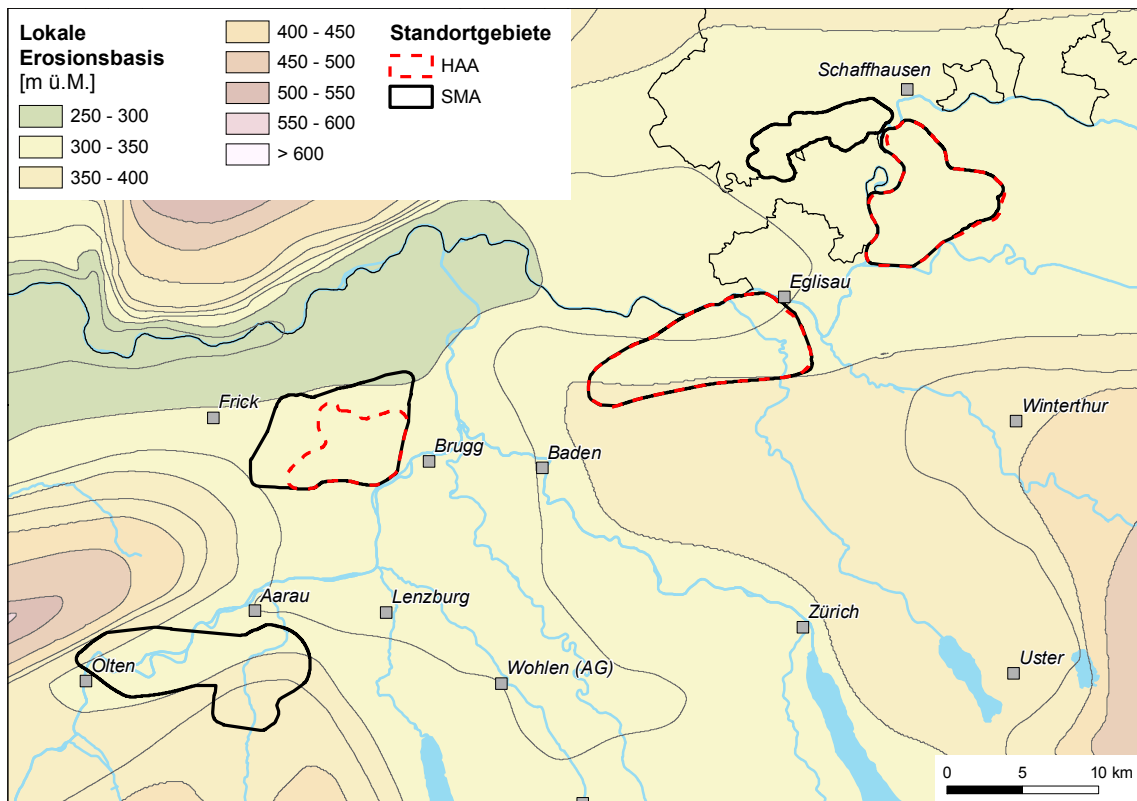 Lokale
Erosionsbasis
[m ü.M.]
250 - 300
300 - 350
350 - 400
400 - 450
450 - 500
500 - 550
550 - 600
> 600
Standortgebiete
HAA
SMA
Schaffhausen
Eglisau
Frick
Winterthur
Brugg
Baden
Aarau
Lenzburg
Zürich
Olten
Wohlen (AG)
Uster
0 5 10 km